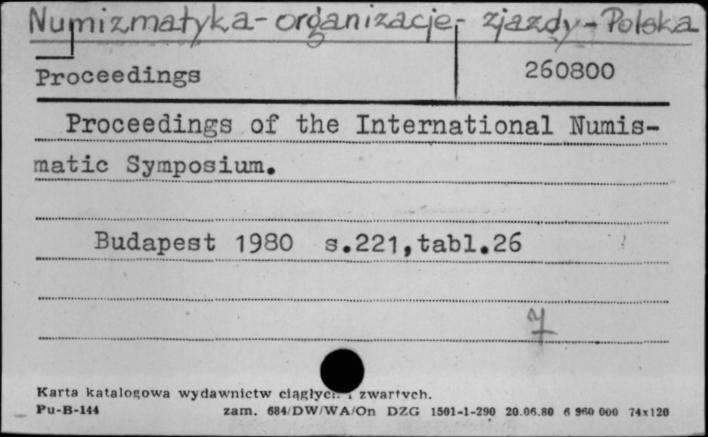 Numizmatyka - organizacje - zjazdy - Polska
Proceedings
260800
Proceedings of the International Numis-
matic Symposium.
Budapest 1980 s.221,tabl.26
7
Karta katalogowa wydawnictw ciągłych i zwartych.
Pu-B-144 zam. 684/DW/WA/On DZG 1501-1-290 20.06.80 6 960 000 74x120